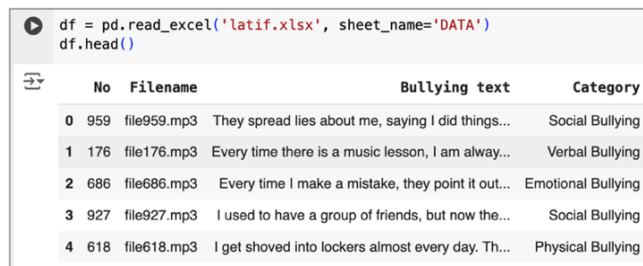 df = pd.read_excel('latif.xlsx', sheet_name='DATA')
df.head()
No Filename Bullying text Category
0 959 file959.mp3 They spread lies about me, saying I did things... Social Bullying
1 176 file176.mp3 Every time there is a music lesson, I am alway... Verbal Bullying
2 686 file686.mp3 Every time I make a mistake, they point it out... Emotional Bullying
3 927 file927.mp3 I used to have a group of friends, but now the... Social Bullying
4 618 file618.mp3 I get shoved into lockers almost every day. Th... Physical Bullying